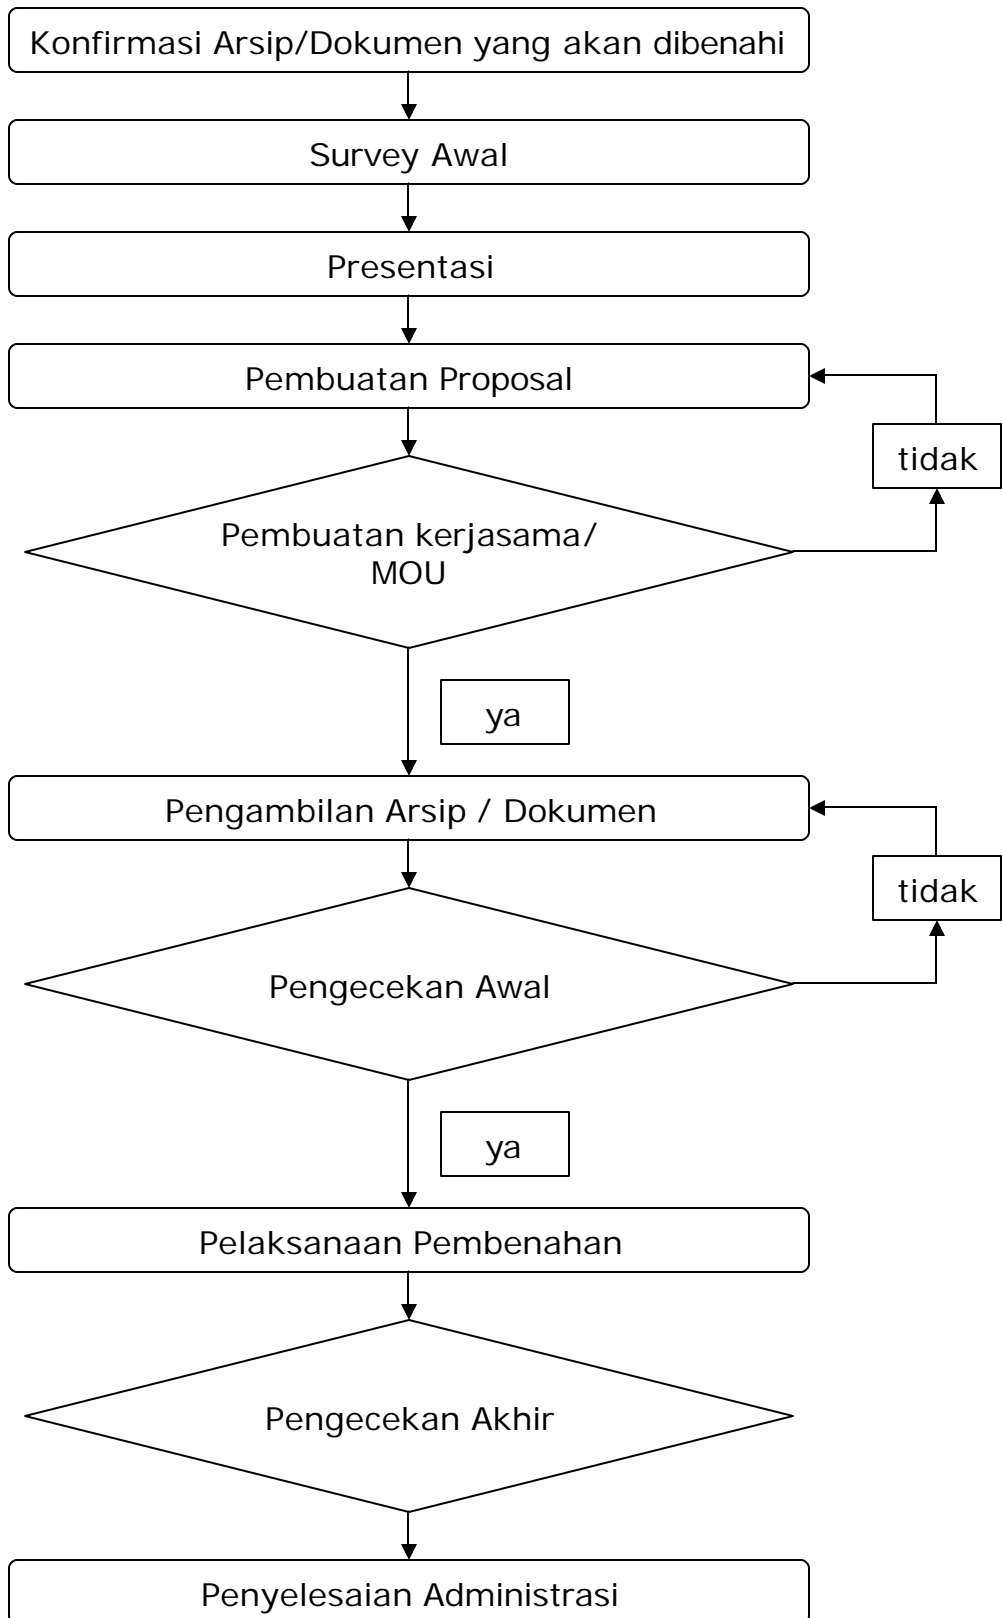 Konfirmasi Arsip/Dokumen yang akan dibenahi
Survey Awal
Presentasi
Pembuatan Proposal
tidak
Pembuatan kerjasama/
MOU
ya
Pengambilan Arsip / Dokumen
tidak
Pengecekan Awal
ya
Pelaksanaan Pembenahan
Pengecekan Akhir
Penyelesaian Administrasi